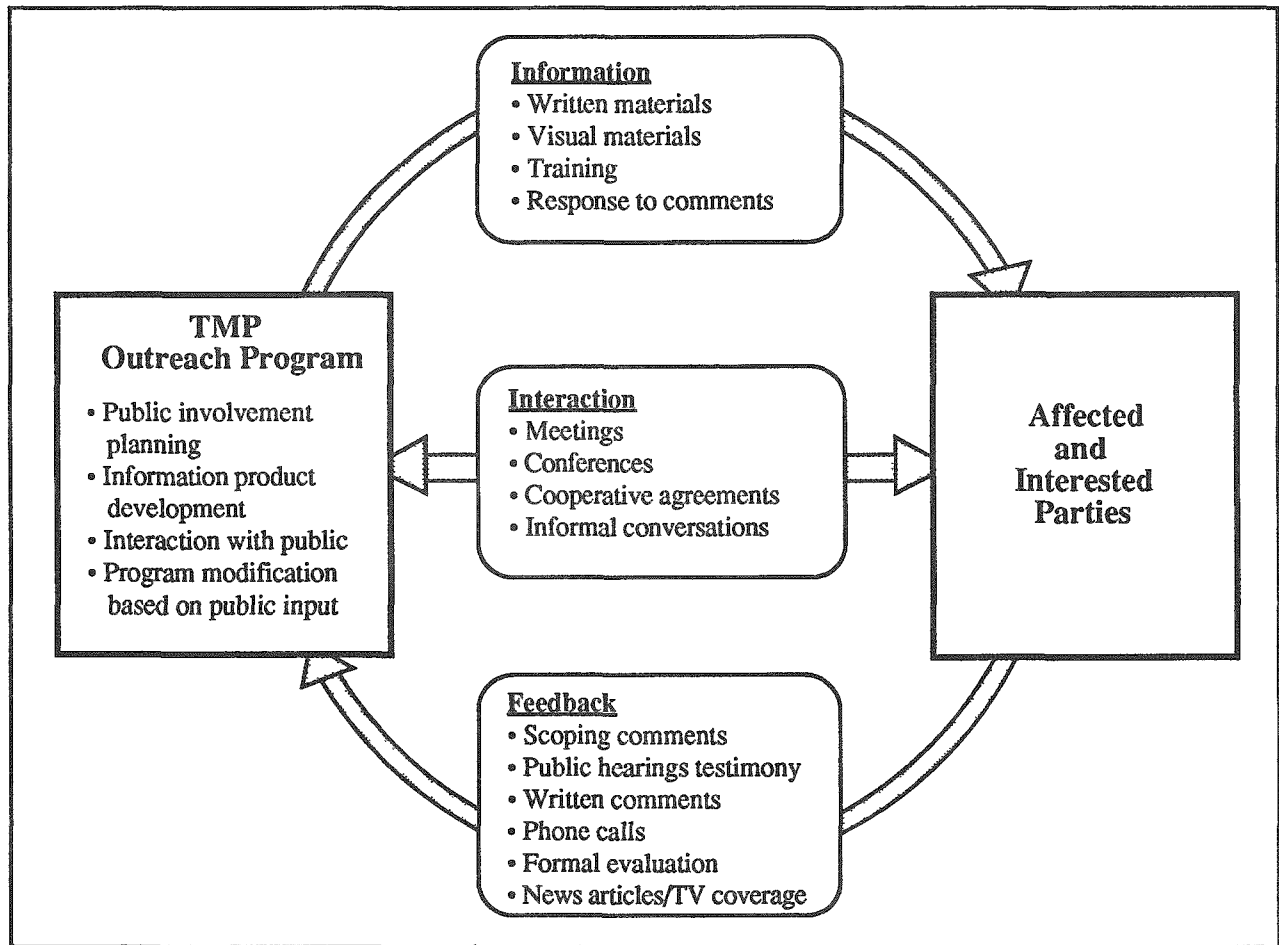 Information
• Written materials
• Visual materials
• Training
• Response to comments
TMP
Outreach Program
• Public involvement
planning
• Information product
development
• Interaction with public
• Program modification
based on public input
Interaction
• Meetings
• Conferences
• Cooperative agreements
• Informal conversations
Affected
and
Interested
Parties
Feedback
• Scoping comments
• Public hearings testimony
• Written comments
• Phone calls
• Formal evaluation
• News articles/TV coverage